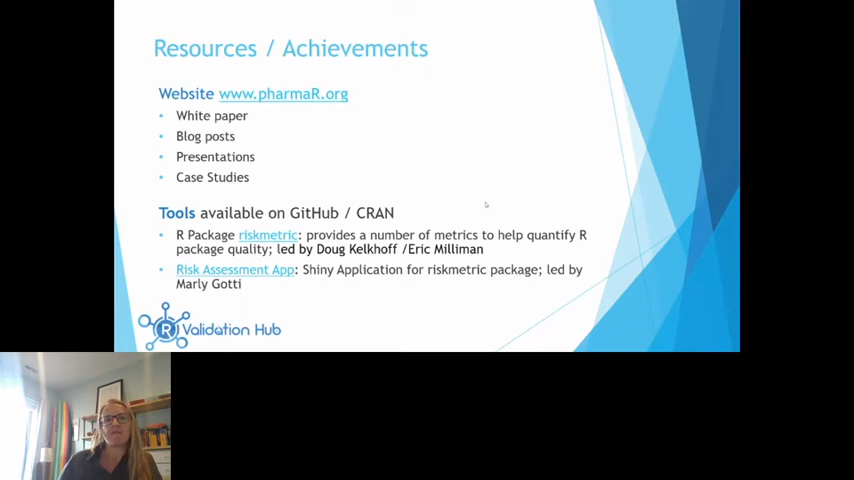 Resources / Achievements
Website www.pharmaR.org
• White paper
• Blog posts
• Presentations
• Case Studies
Tools available on GitHub / CRAN
• R Package riskmetric: provides a number of metrics to help quantify R
package quality; led by Doug Kelkhoff /Eric Milliman
• Risk Assessment App: Shiny Application for riskmetric package; led by
Marly Gotti
R Validation Hub